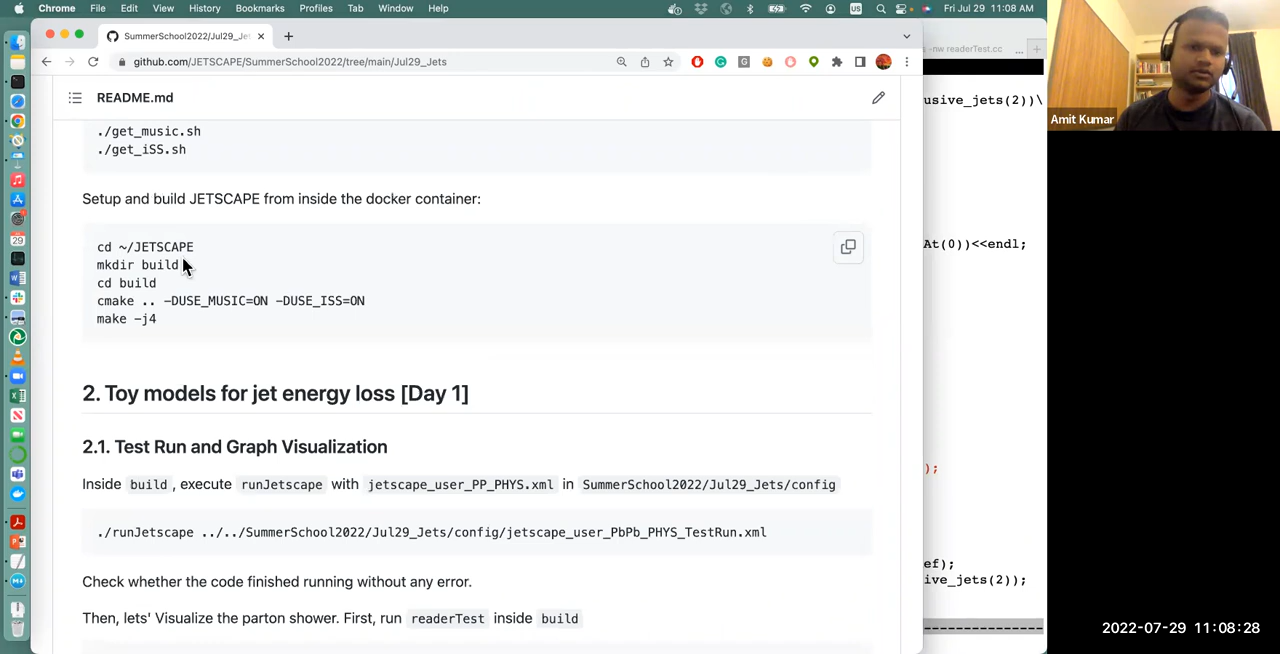 Chrome File Edit View History Bookmarks Profiles Tab Window Help
US
Fri Jul 29 11:08 AM
SummerSchool2022/Jul29_Je
s -nw readerTest.cc
...
github.com/JETSCAPE/SummerSchool2022/tree/main/Jul29_Jets
README.md
./get_music.sh
./get_iSS.sh
Setup and build JETSCAPE from inside the docker container:
cd ~/JETSCAPE
mkdir build
cd build
cmake .. -DUSE_MUSIC=ON -DUSE_ISS=ON
make -j4
2. Toy models for jet energy loss [Day 1]
2.1. Test Run and Graph Visualization
Inside build , execute runJetscape with jetscape_user_PP_PHYS.xml in SummerSchool2022/Jul29_Jets/config
./runJetscape ../../SummerSchool2022/Jul29_Jets/config/jetscape_user_PbPb_PHYS_TestRun.xml
Check whether the code finished running without any error.
Then, lets' Visualize the parton shower. First, run readerTest inside build
usive_jets(2))\
At(0))<<endl;
);
ef);
ive_jets(2));
---------------
Amit Kumar
2022-07-29 11:08:28